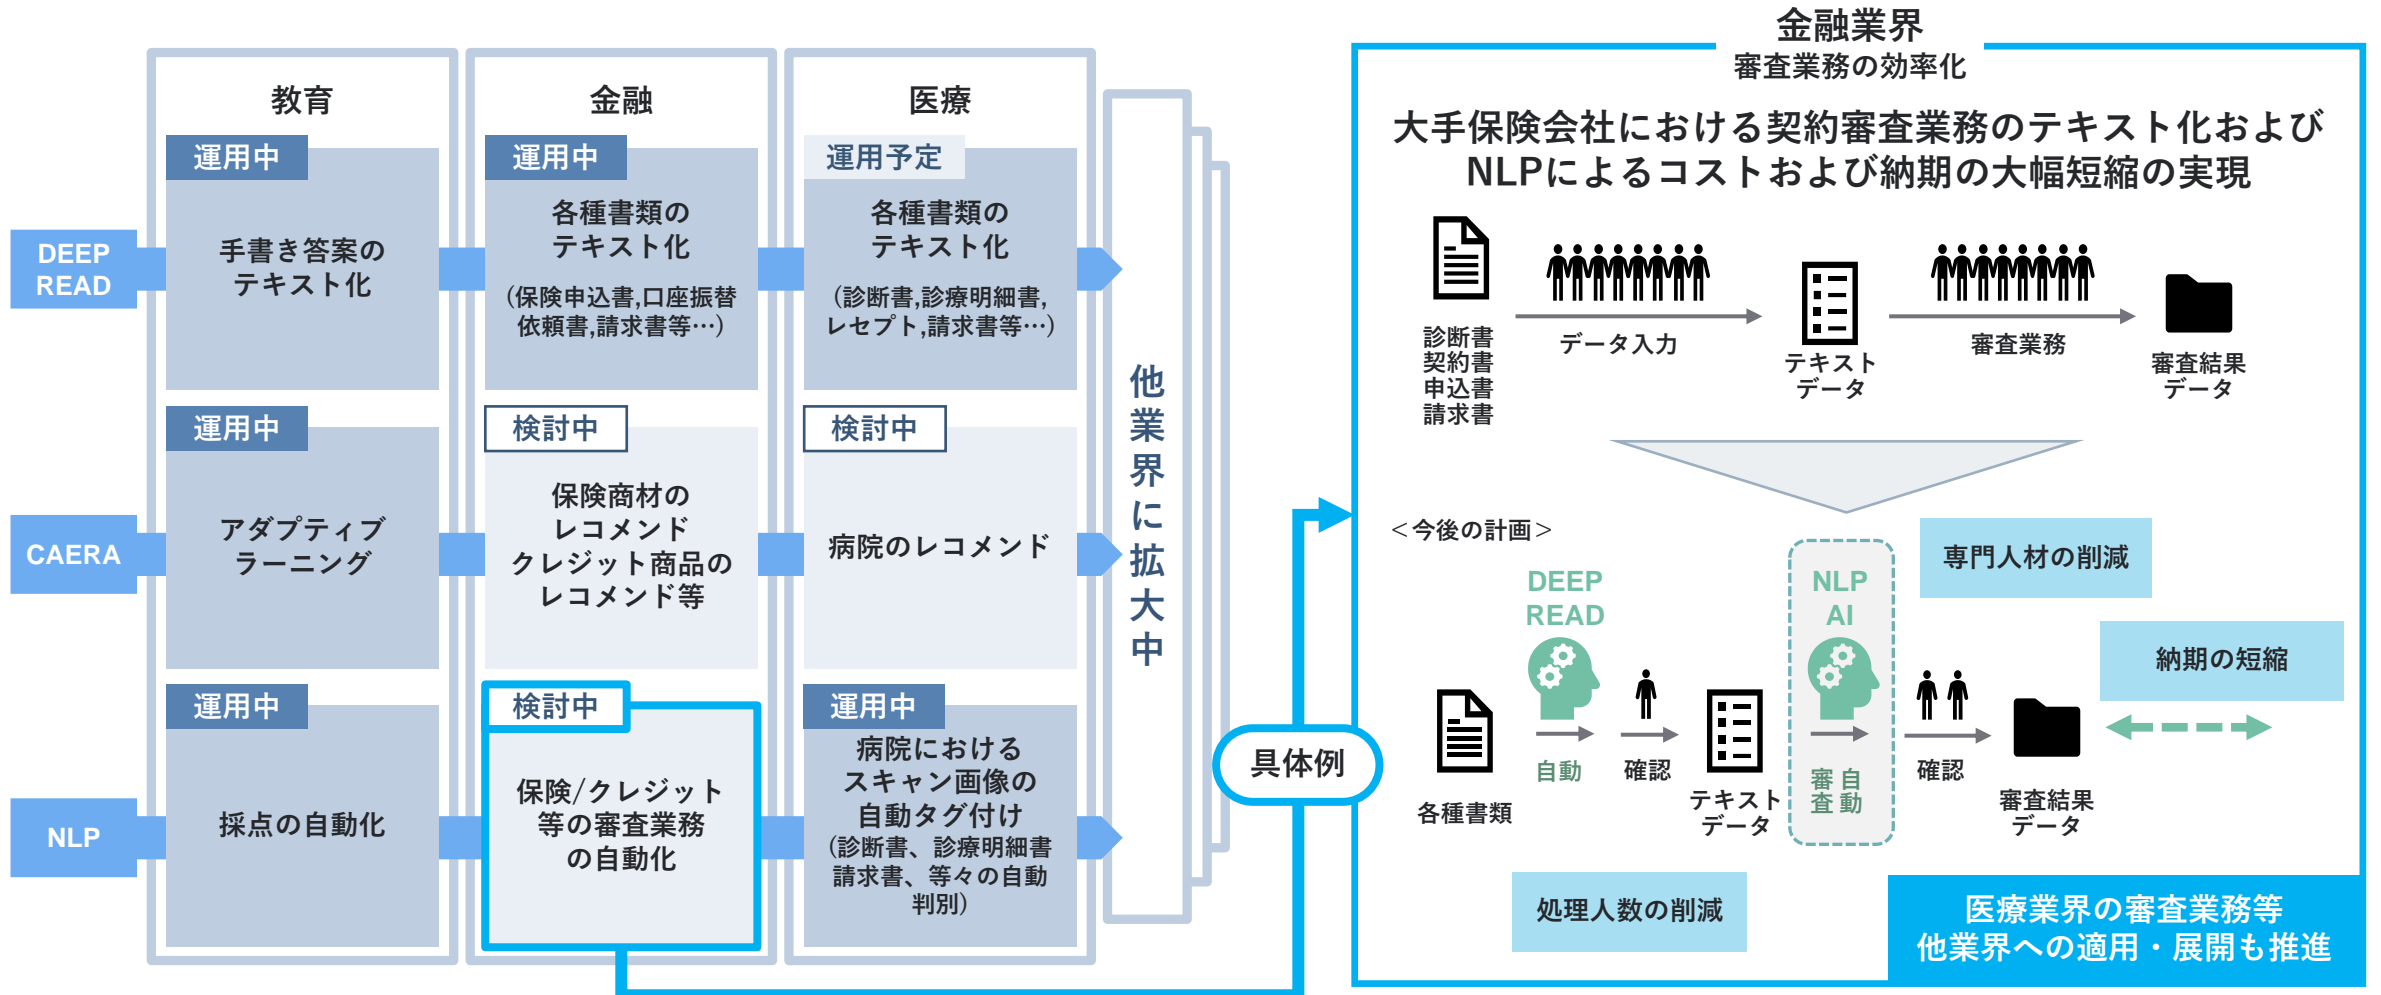 教育
金融
医療
DEEP
READ
運用中
手書き答案の
テキスト化
運用中
各種書類の
テキスト化
(保険申込書,口座振替
依頼書,請求書等…)
運用予定
各種書類の
テキスト化
(診断書,診療明細書,
レセプト,請求書等…)
CAERA
運用中
アダプティブ
ラーニング
検討中
保険商材の
レコメンド
クレジット商品の
レコメンド等
検討中
病院のレコメンド
NLP
運用中
採点の自動化
検討中
保険/クレジット
等の審査業務
の自動化
運用中
病院における
スキャン画像の
自動タグ付け
(診断書、診療明細書
請求書、等々の自動
判別)
他業界に拡大中
具体例
金融業界
審査業務の効率化
大手保険会社における契約審査業務のテキスト化および
NLPによるコストおよび納期の大幅短縮の実現
診断書
契約書
申込書
請求書
データ入力
テキスト
データ
審査業務
審査結果
データ
<今後の計画>
各種書類
DEEP
READ
自動
確認
テキスト
データ
NLP
AI
自動
審査
確認
審査結果
データ
専門人材の削減
納期の短縮
処理人数の削減
医療業界の審査業務等
他業界への適用・展開も推進